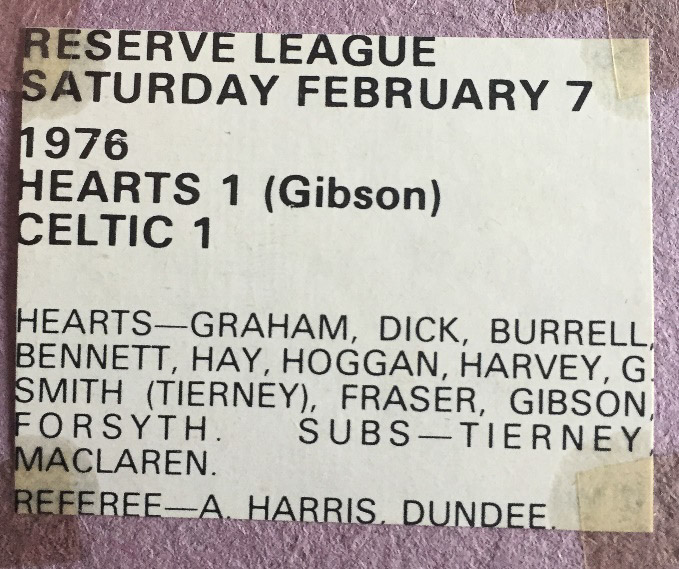 RESERVE LEAGUE
SATURDAY FEBRUARY 7
1976
HEARTS 1 (Gibson)
CELTIC 1
HEARTS—GRAHAM, DICK, BURRELL,
BENNETT, HAY, HOGGAN, HARVEY, G.
SMITH (TIERNEY), FRASER, GIBSON,
FORSYTH. SUBS—TIERNEY,
MACLAREN.
REFEREE—A. HARRIS, DUNDEE.